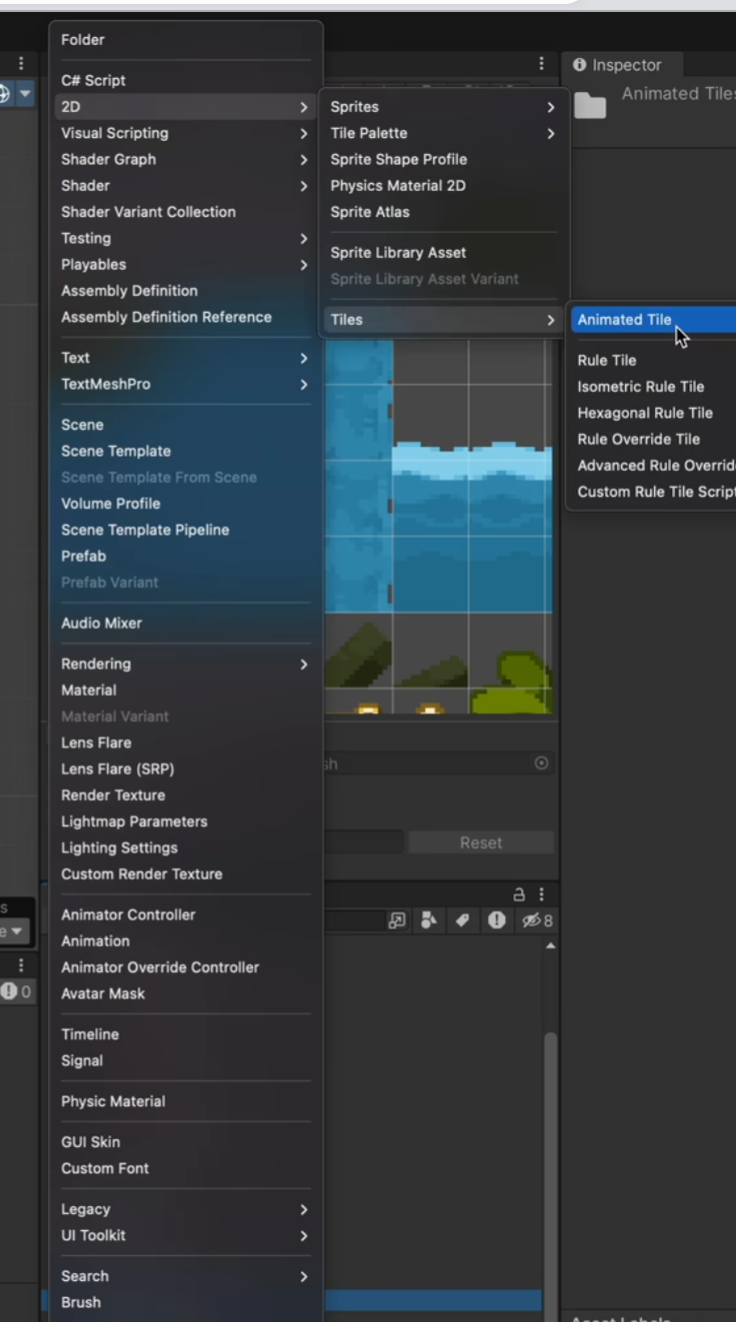 Folder
C# Script
2D
Visual Scripting
Shader Graph
Shader
Shader Variant Collection
Testing
Playables
Assembly Definition
Assembly Definition Reference
Text
TextMeshPro
Scene
Scene Template
Scene Template From Scene
Volume Profile
Scene Template Pipeline
Prefab
Prefab Variant
Audio Mixer
Rendering
Material
Material Variant
Lens Flare
Lens Flare (SRP)
Render Texture
Lightmap Parameters
Lighting Settings
Custom Render Texture
Animator Controller
Animation
Animator Override Controller
Avatar Mask
Timeline
Signal
Physic Material
GUI Skin
Custom Font
Legacy
UI Toolkit
Search
Brush
Sprites
Tile Palette
Sprite Shape Profile
Physics Material 2D
Sprite Atlas
Sprite Library Asset
Sprite Library Asset Variant
Tiles
Animated Tile
Rule Tile
Isometric Rule Tile
Hexagonal Rule Tile
Rule Override Tile
Advanced Rule Overrid
Custom Rule Tile Script
Inspector
Animated Tiles
sh
Reset
8
s
e
0